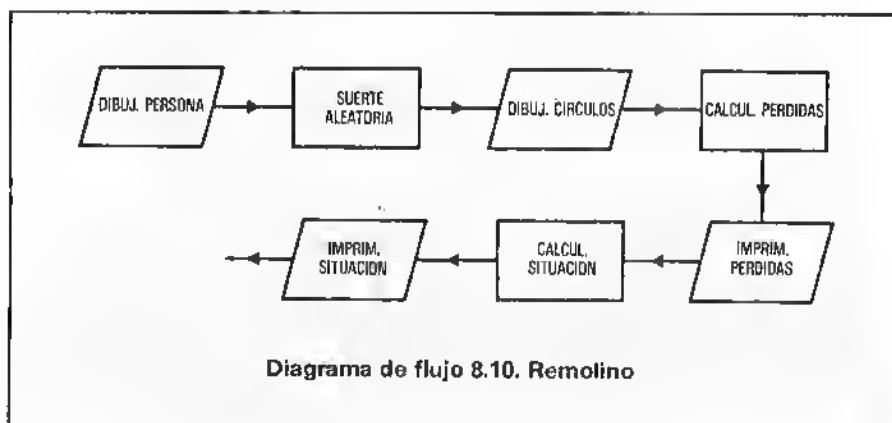 DIBUJ. PERSONA
SUERTE
ALEATORIA
DIBUJ. CIRCULOS
CALCUL. PERDIDAS
IMPRIM.
PERDIDAS
CALCUL.
SITUACION
IMPRIM.
SITUACION
Diagrama de flujo 8.10. Remolino